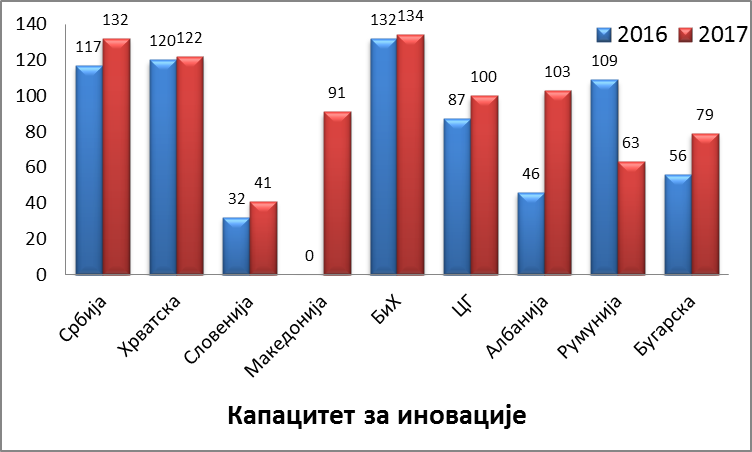 2016 2017
140
120
100
80
60
40
20
0
117 132
120 122
32 41
0 91
132 134
87 100
46 103
109 63
56 79
Србија
Хрватска
Словенија
Македонија
БиХ
ЦГ
Албанија
Румунија
Бугарска
Капацитет за иновације